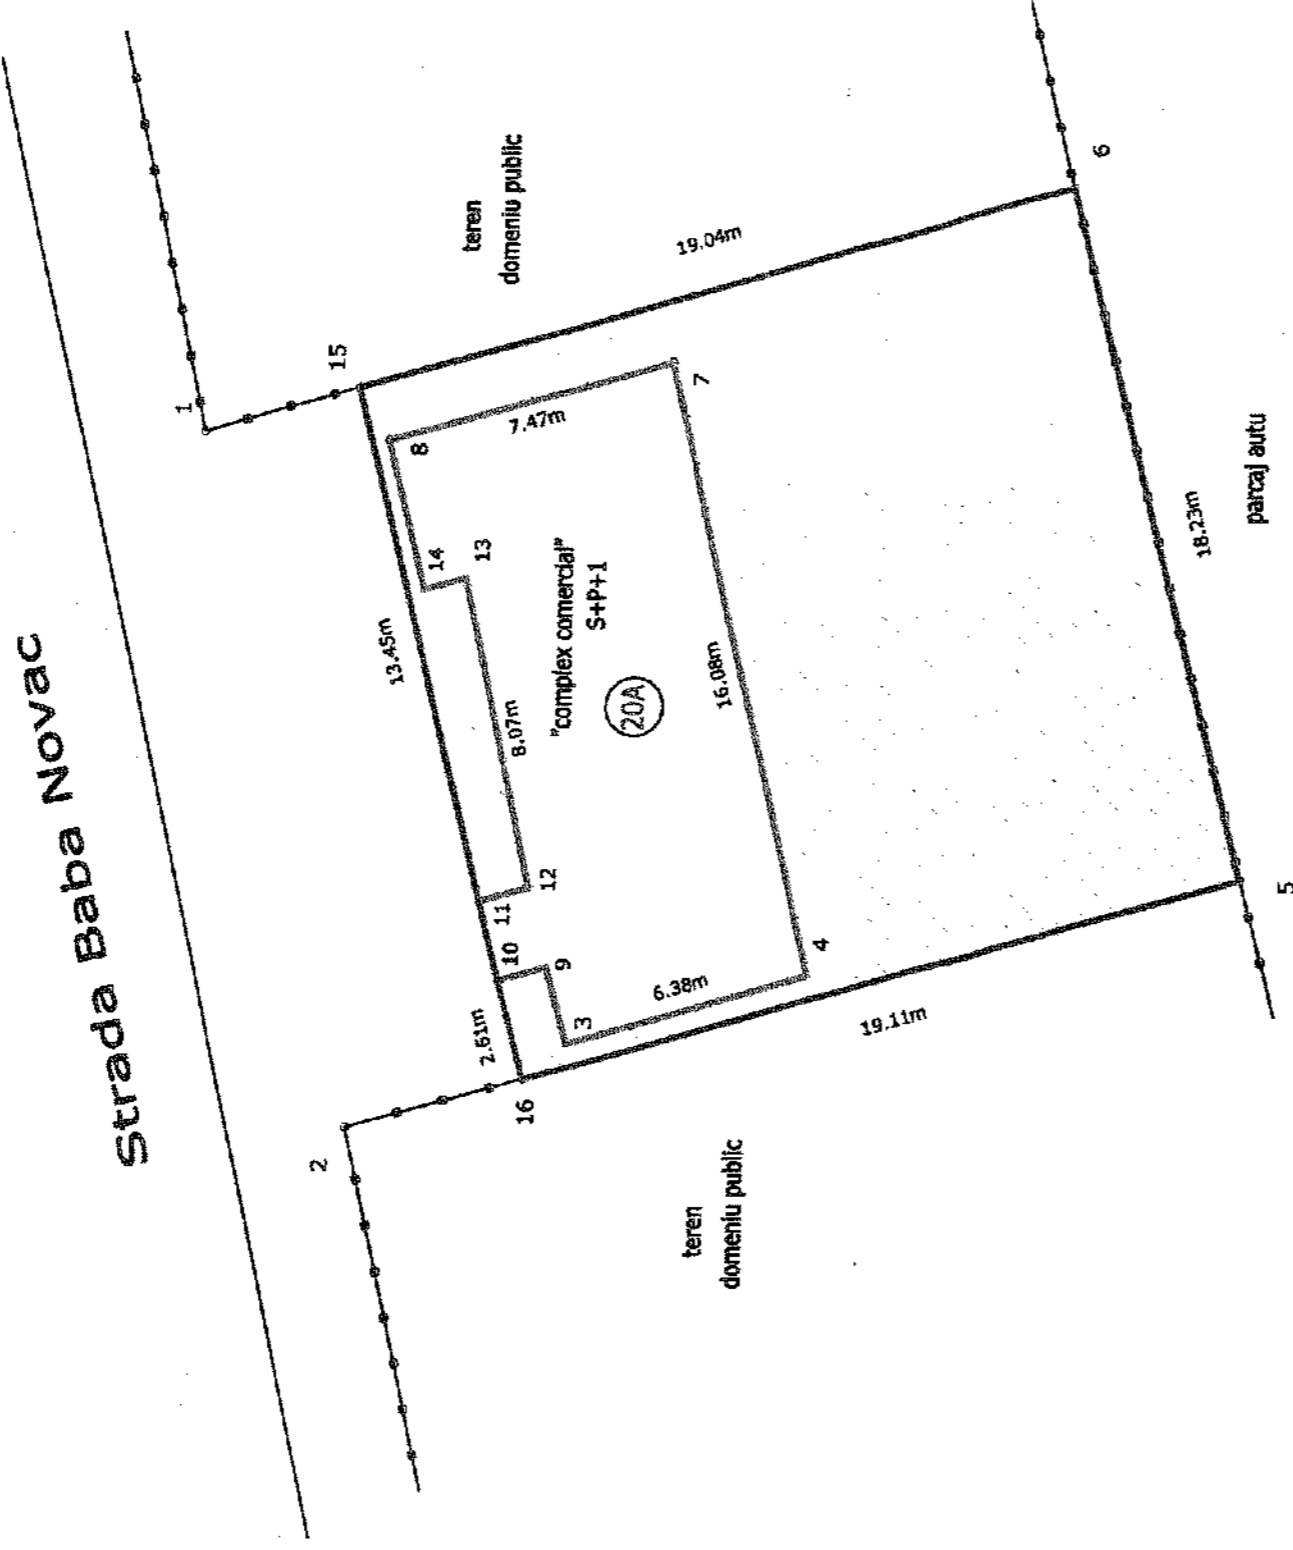 Strada Baba Novac
1
2
15
16
teren
domeniu public
teren
domeniu public
19.04m
19.11m
13.45m
2.61m
8
7.47m
7
14
13
8.07m
12
11
10
9
3
6.38m
4
16.08m
"complex comercial"
S+P+1
20A
6
5
18.23m
parcaj autu